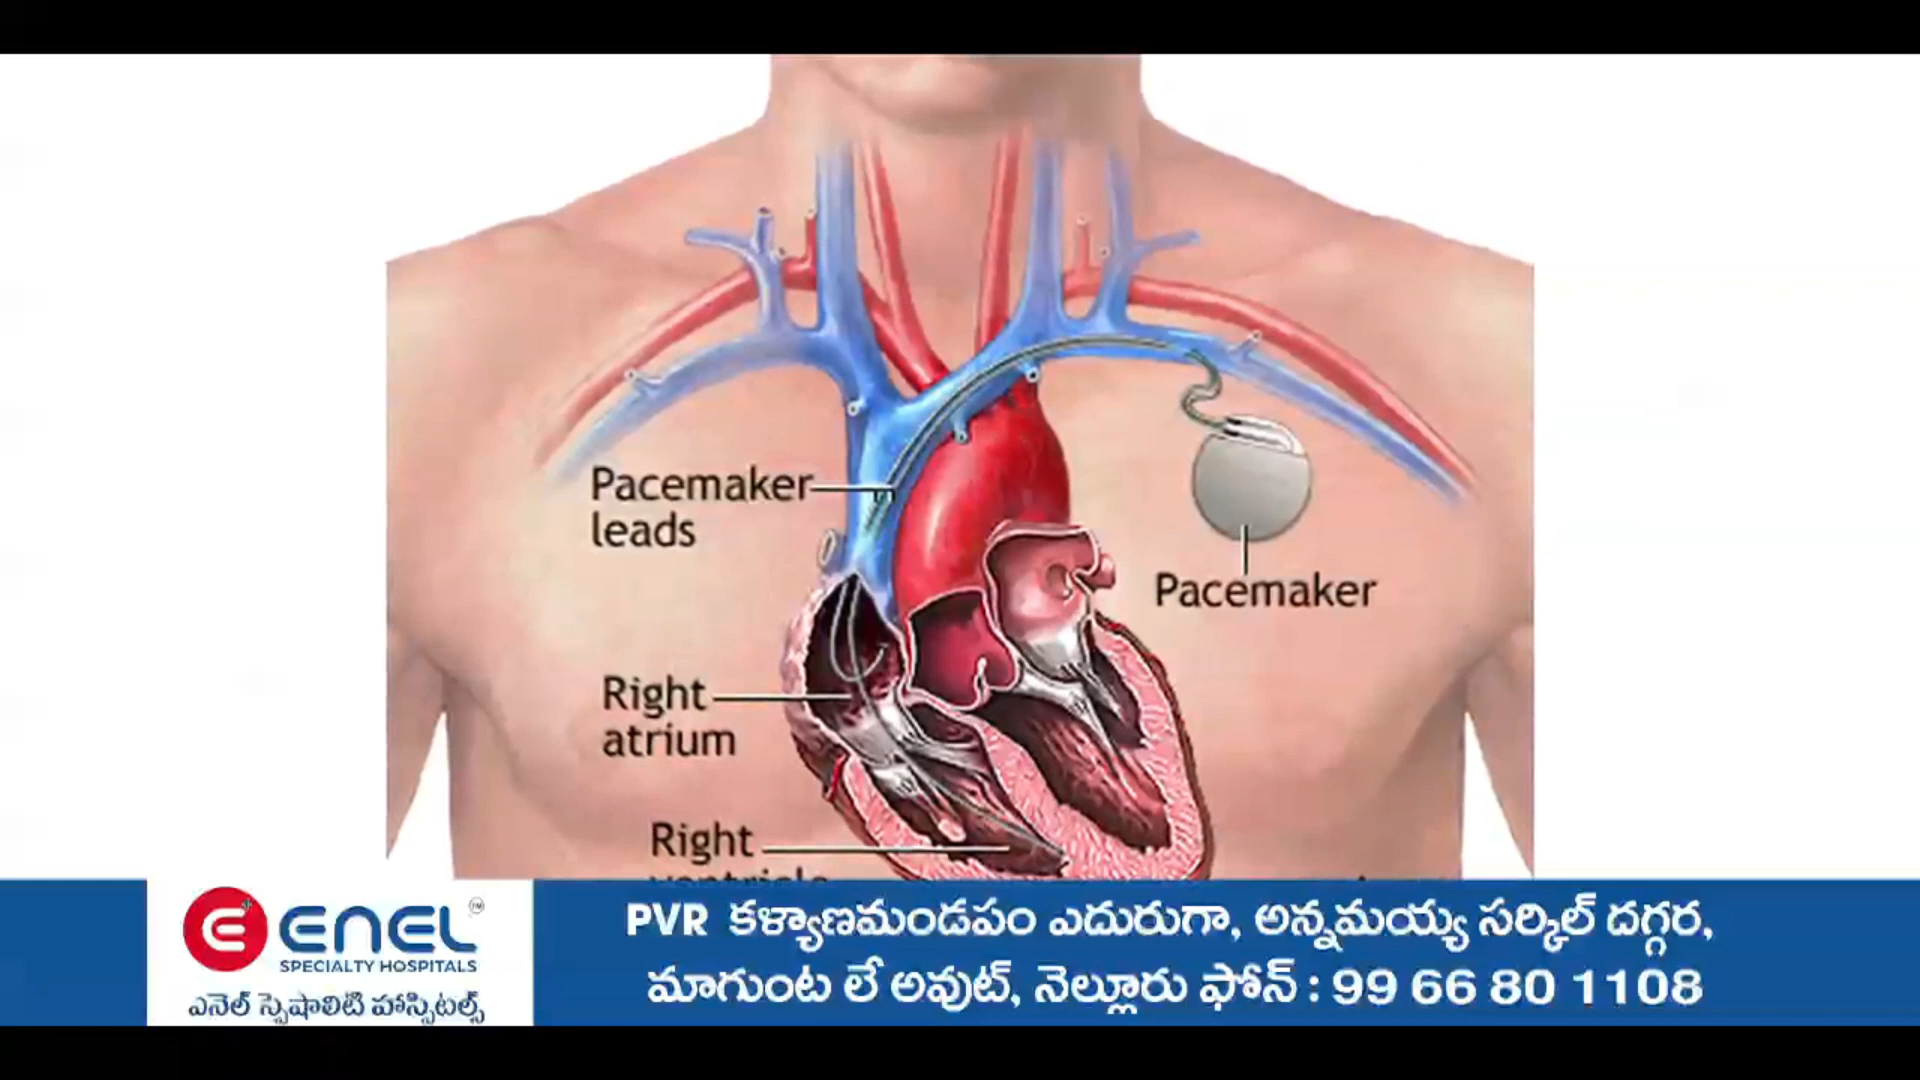 Pacemaker
leads
Pacemaker
Right
atrium
Right
ENEL™
SPECIALTY HOSPITALS
ఎనెల్ స్పెషాలిటి హాస్పిటల్స్
PVR కళ్యాణమండపం ఎదురుగా, అన్నమయ్య సర్కిల్ దగ్గర,
మాగుంట లే అవుట్, నెల్లూరు ఫోన్ : 99 66 80 1108